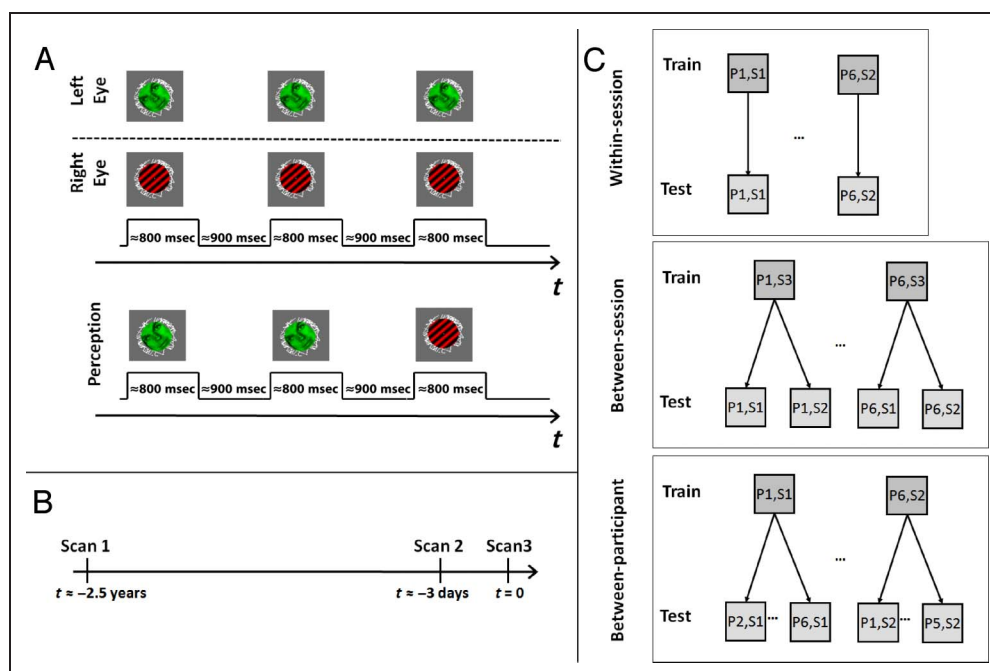 A
Left
Eye
Right
Eye
≈800 msec ≈900 msec ≈800 msec ≈900 msec ≈800 msec
t
Perception
≈800 msec ≈900 msec ≈800 msec ≈900 msec ≈800 msec
t
B
Scan 1 Scan 2 Scan3
t ≈ −2.5 years t ≈ −3 days t = 0
C
Within-session
Train P1,S1 P6,S2
...
Test P1,S1 P6,S2
Between-session
Train P1,S3 P6,S3
...
Test P1,S1 P1,S2 P6,S1 P6,S2
Between-participant
Train P1,S1 P6,S2
...
Test P2,S1 ... P6,S1 P1,S2 ... P5,S2